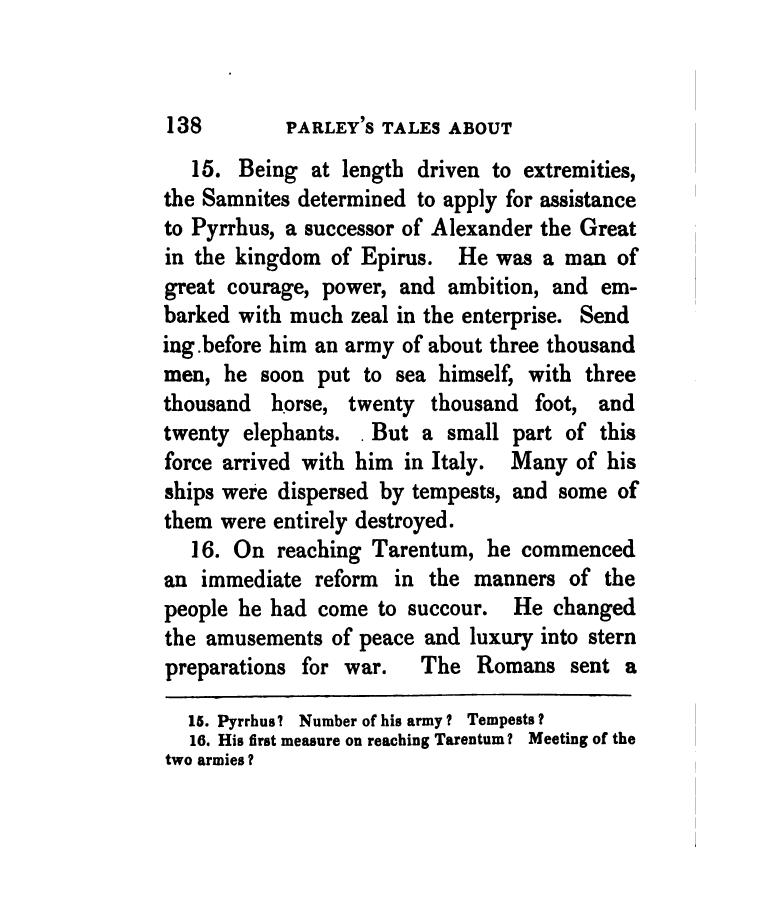 138 PARLEY'S TALES ABOUT
15. Being at length driven to extremities,
the Samnites determined to apply for assistance
to Pyrrhus, a successor of Alexander the Great
in the kingdom of Epirus. He was a man of
great courage, power, and ambition, and em-
barked with much zeal in the enterprise. Send
ing before him an army of about three thousand
men, he soon put to sea himself, with three
thousand horse, twenty thousand foot, and
twenty elephants. But a small part of this
force arrived with him in Italy. Many of his
ships were dispersed by tempests, and some of
them were entirely destroyed.
16. On reaching Tarentum, he commenced
an immediate reform in the manners of the
people he had come to succour. He changed
the amusements of peace and luxury into stern
preparations for war. The Romans sent a
15. Pyrrhus? Number of his army? Tempests?
16. His first measure on reaching Tarentum? Meeting of the
two armies?